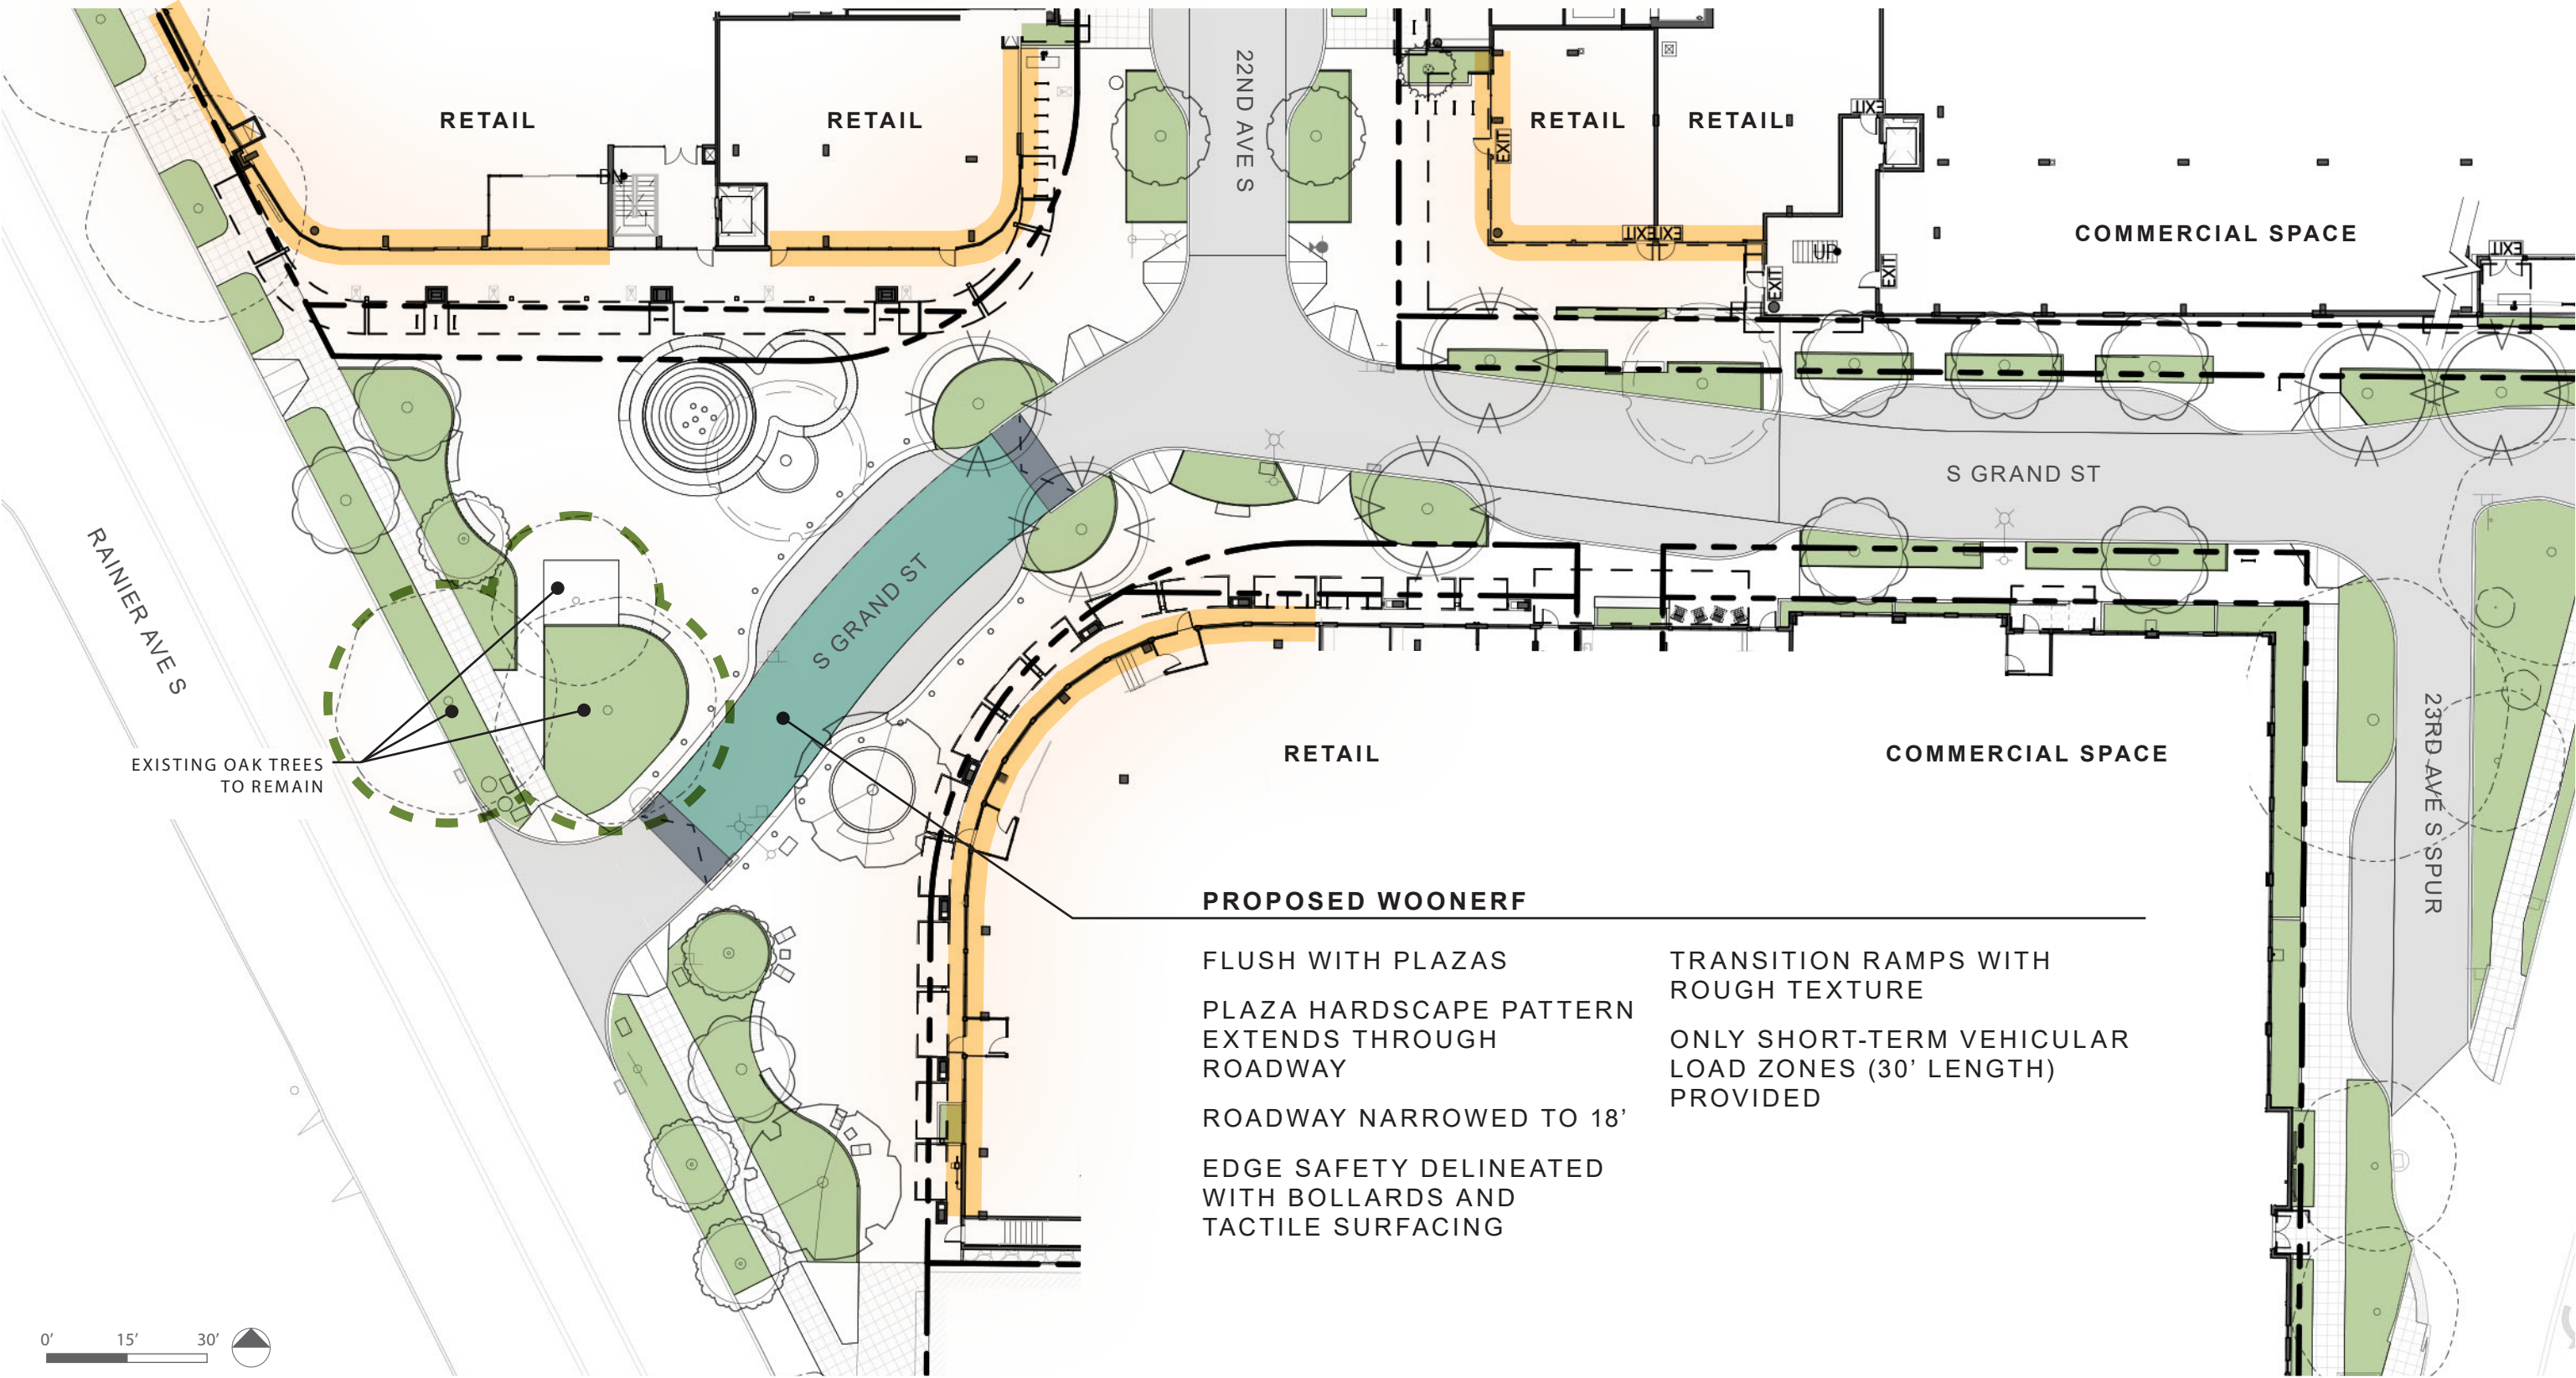 22ND AVE S
RETAIL
RETAIL
RETAIL
RETAIL
EXIT
EXIT
COMMERCIAL SPACE
EXIT
EXIT
EXIT
UP
EXIT
EXIT
S GRAND ST
S GRAND ST
RAINIER AVE S
EXISTING OAK TREES
TO REMAIN
RETAIL
COMMERCIAL SPACE
23RD AVE S SPUR
PROPOSED WOONERF
FLUSH WITH PLAZAS
PLAZA HARDSCAPE PATTERN
EXTENDS THROUGH
ROADWAY
ROADWAY NARROWED TO 18’
EDGE SAFETY DELINEATED
WITH BOLLARDS AND
TACTILE SURFACING
TRANSITION RAMPS WITH
ROUGH TEXTURE
ONLY SHORT-TERM VEHICULAR
LOAD ZONES (30’ LENGTH)
PROVIDED
0’ 15’ 30’